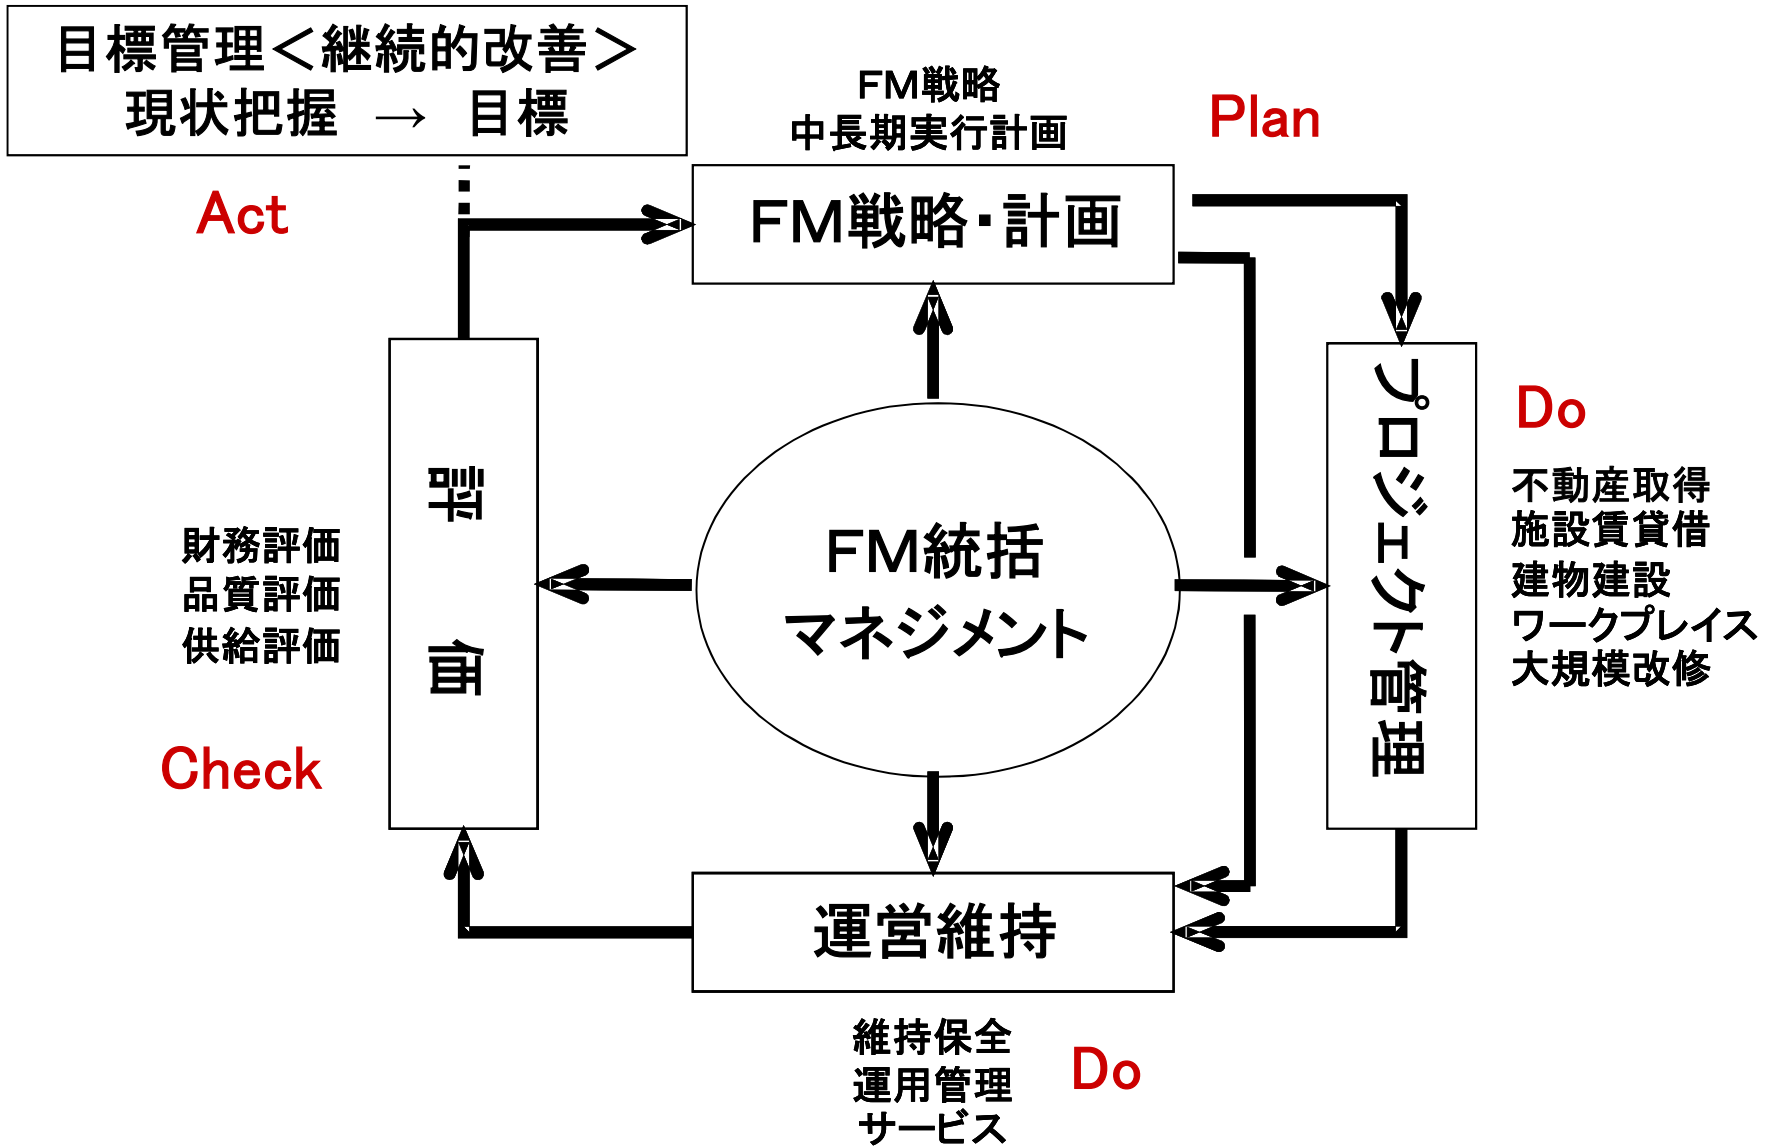 目標管理＜継続的改善＞
現状把握 → 目標
FM戦略
中長期実行計画
Plan
Act
FM戦略・計画
プロジェクト管理
Do
不動産取得
施設賃貸借
建物建設
ワークプレイス
大規模改修
評価
財務評価
品質評価
供給評価
Check
FM統括
マネジメント
運営維持
維持保全
運用管理
サービス
Do